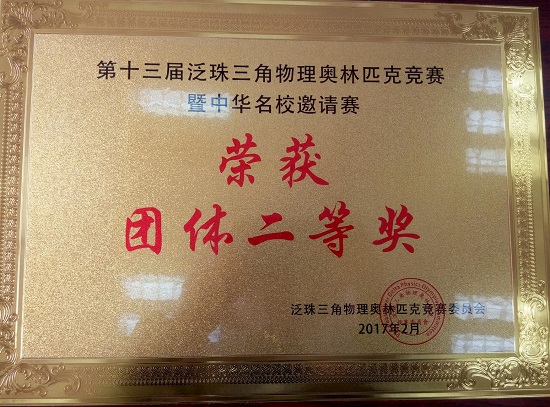 第十三届泛珠三角物理奥林匹克竞赛
暨中华名校邀请赛
荣获
团体二等奖
泛珠三角物理奥林匹克竞赛委员会
2017年2月